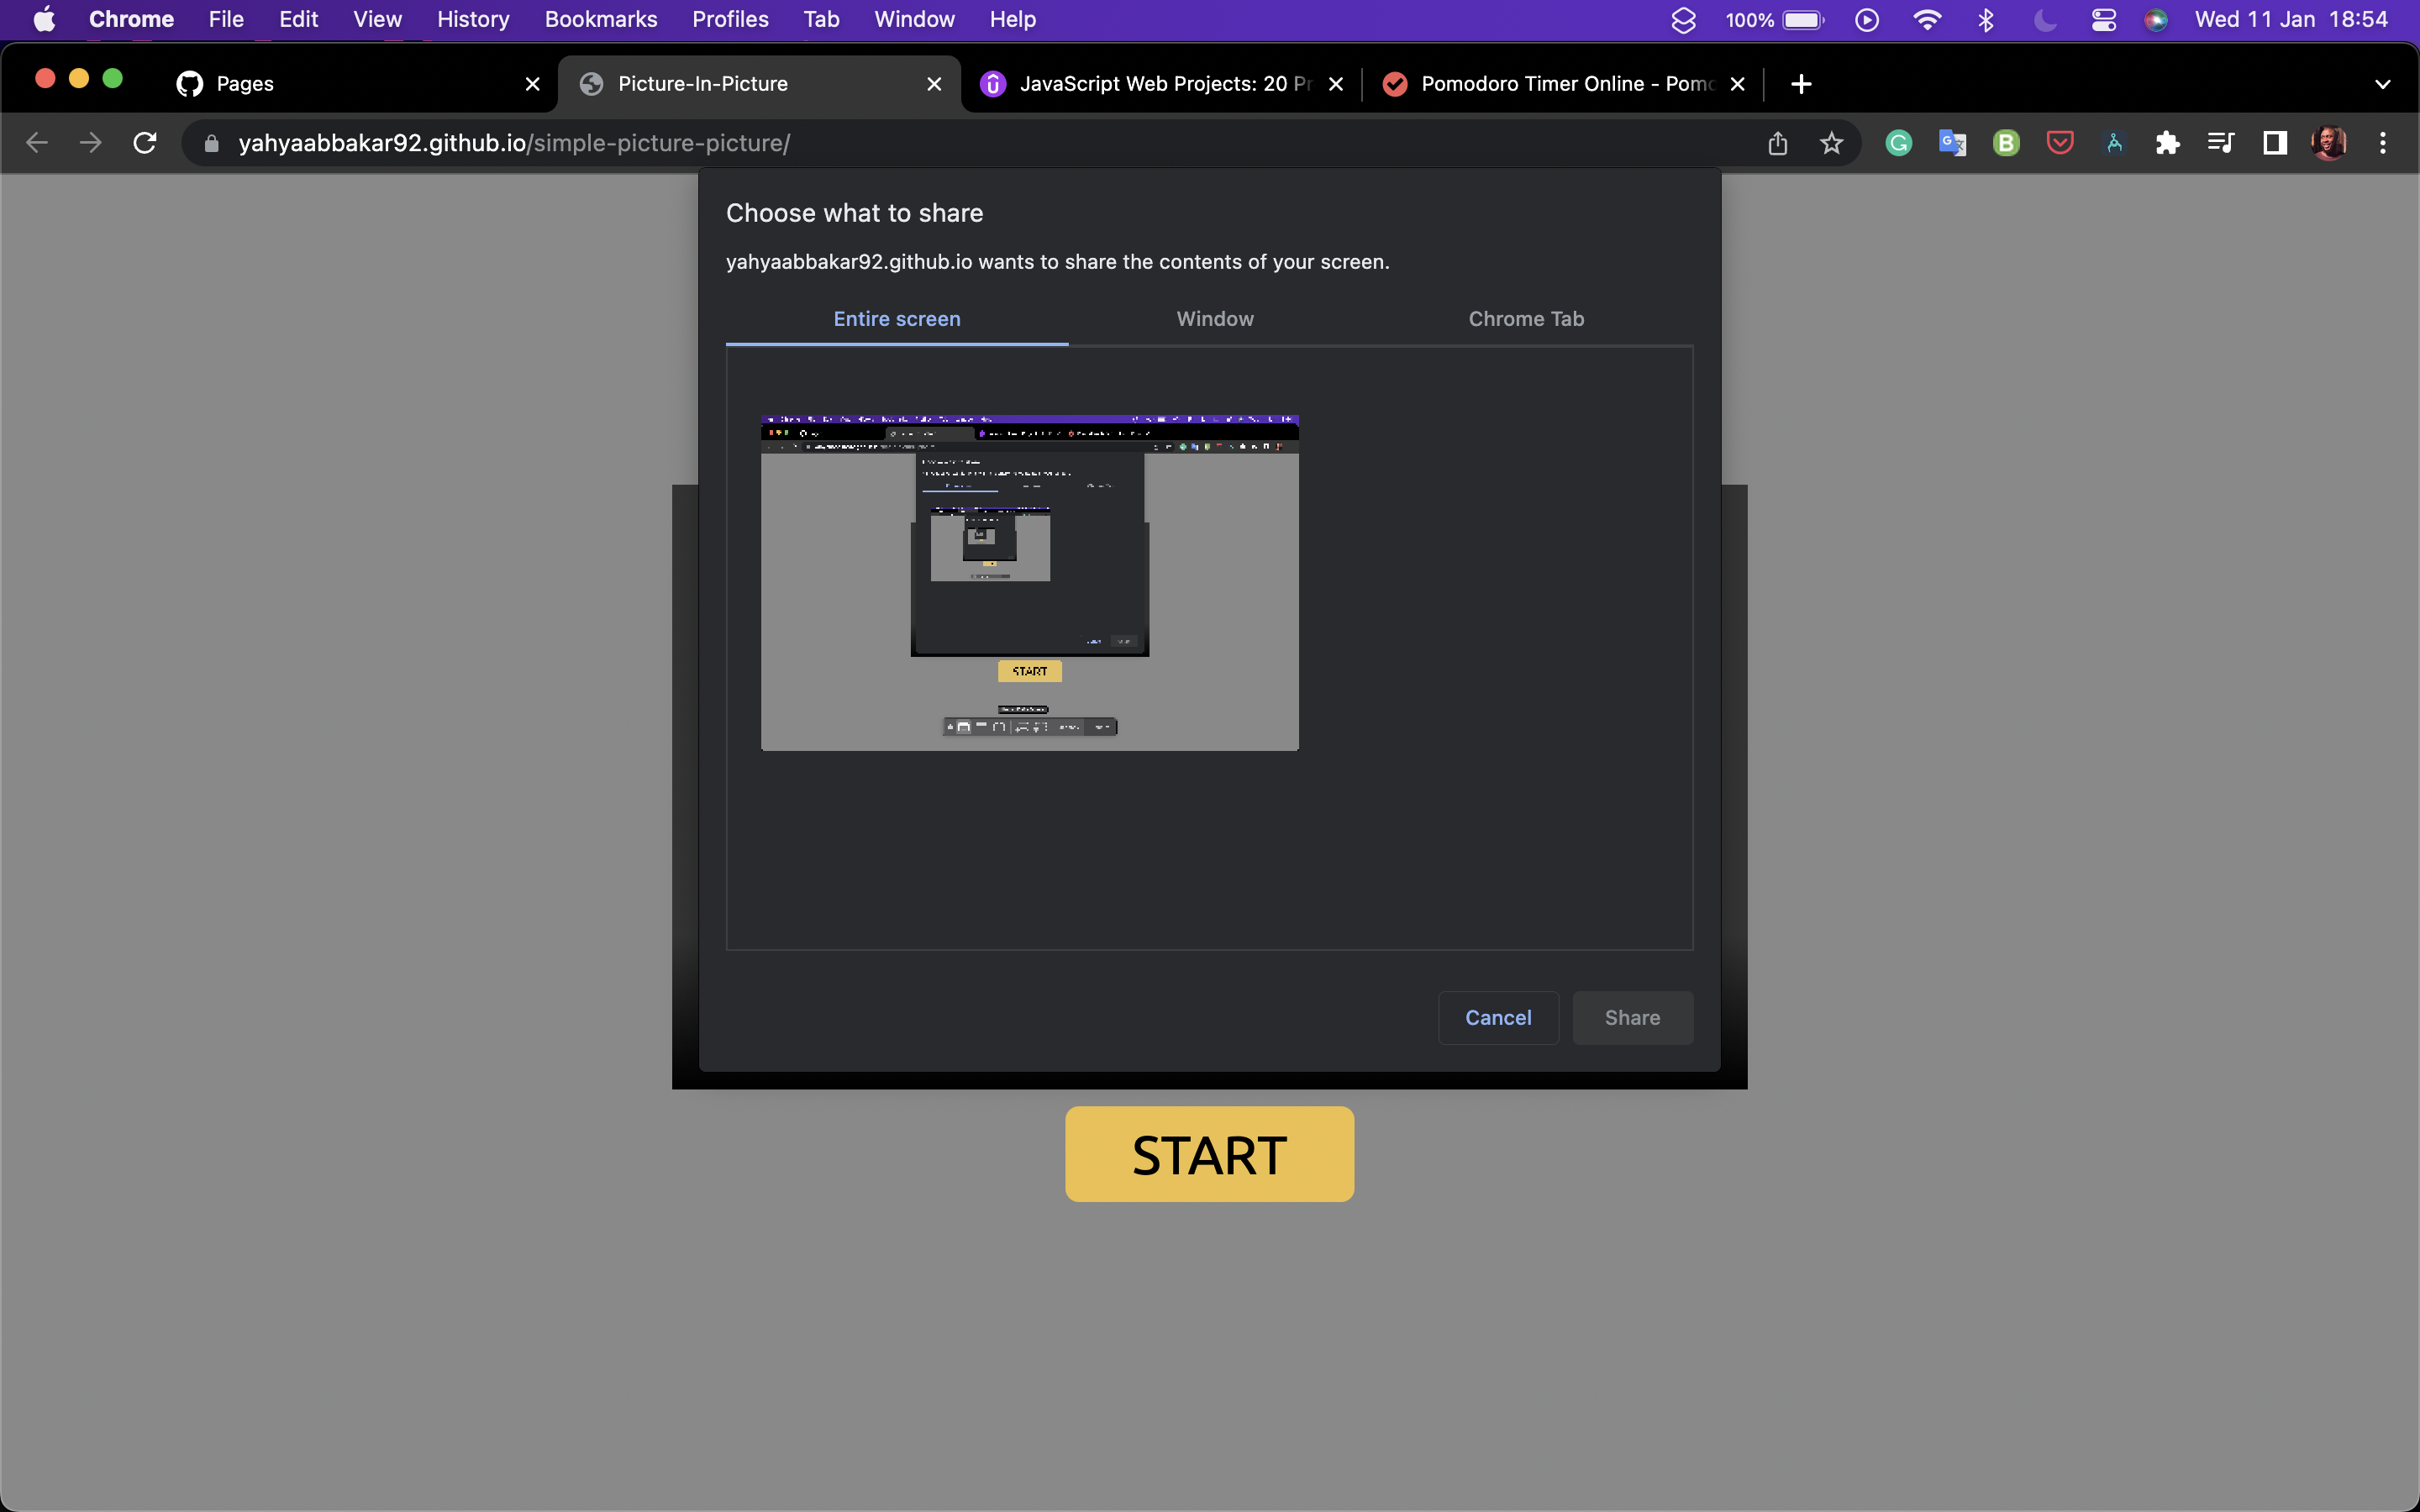 Chrome File Edit View History Bookmarks Profiles Tab Window Help 100% Wed 11 Jan 18:54
Pages Picture-In-Picture JavaScript Web Projects: 20 Pr Pomodoro Timer Online - Pomo
yahyaabbakar92.github.io/simple-picture-picture/
Choose what to share
yahyaabbakar92.github.io wants to share the contents of your screen.
Entire screen Window Chrome Tab
START
Cancel Share
START